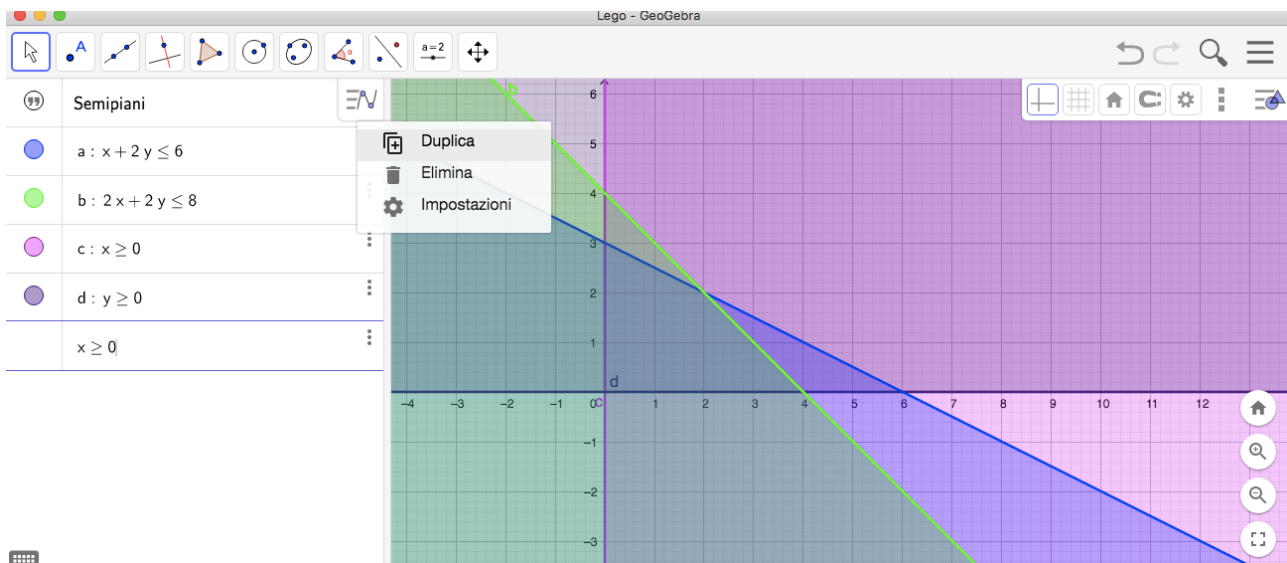 Lego - GeoGebra
A
a=2
Semipiani
a : x + 2 y ≤ 6
b : 2 x + 2 y ≤ 8
c : x ≥ 0
d : y ≥ 0
x ≥ 0
Duplica
Elimina
Impostazioni
b
6
5
4
3
2
1
d
-4 -3 -2 -1 0 c 1 2 3 4 5 6 7 8 9 10 11 12
-1
-2
-3